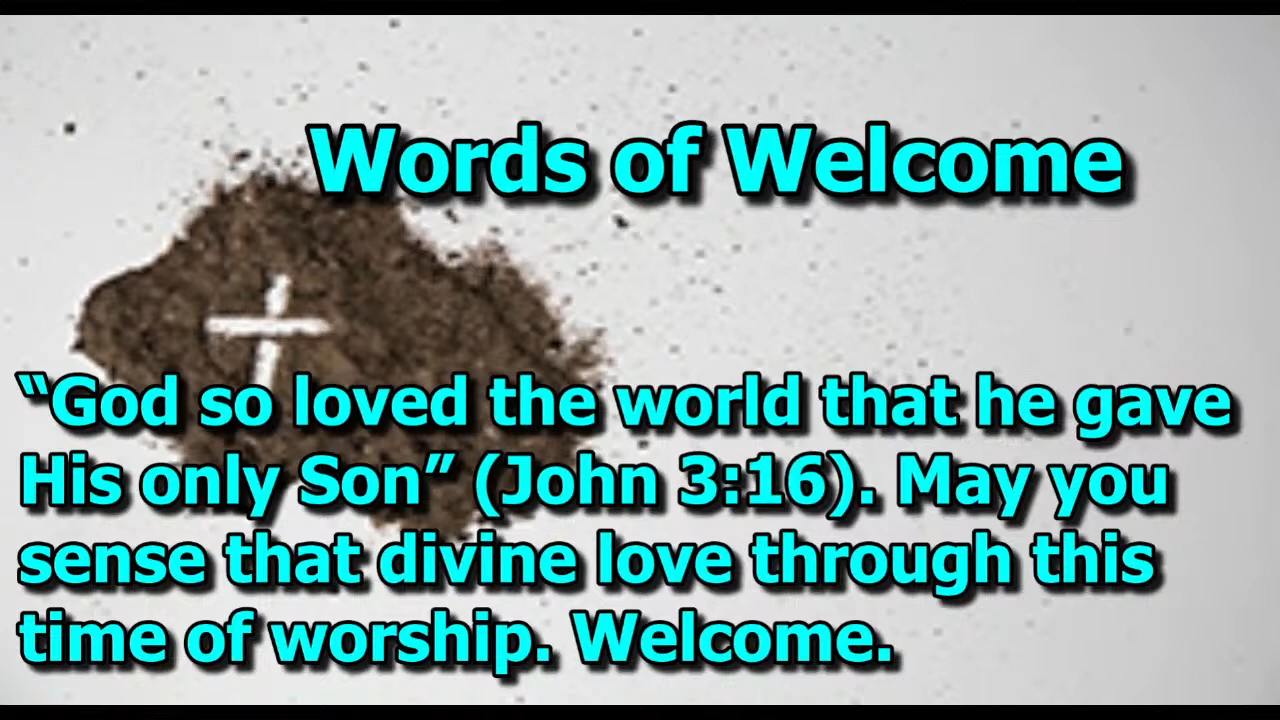 Words of Welcome
“God so loved the world that he gave
His only Son” (John 3:16). May you
sense that divine love through this
time of worship. Welcome.